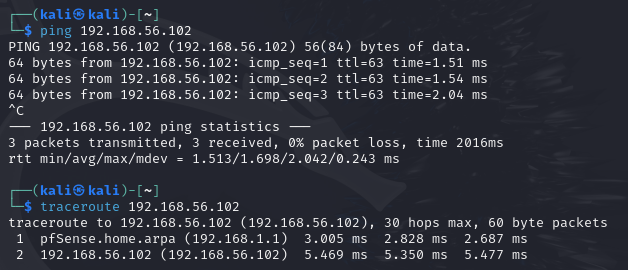 ┌──(kali㉿kali)-[~]
└─$ ping 192.168.56.102
PING 192.168.56.102 (192.168.56.102) 56(84) bytes of data.
64 bytes from 192.168.56.102: icmp_seq=1 ttl=63 time=1.51 ms
64 bytes from 192.168.56.102: icmp_seq=2 ttl=63 time=1.54 ms
64 bytes from 192.168.56.102: icmp_seq=3 ttl=63 time=2.04 ms
^C
--- 192.168.56.102 ping statistics ---
3 packets transmitted, 3 received, 0% packet loss, time 2016ms
rtt min/avg/max/mdev = 1.513/1.698/2.042/0.243 ms
┌──(kali㉿kali)-[~]
└─$ traceroute 192.168.56.102
traceroute to 192.168.56.102 (192.168.56.102), 30 hops max, 60 byte packets
1 pfSense.home.arpa (192.168.1.1) 3.005 ms 2.828 ms 2.687 ms
2 192.168.56.102 (192.168.56.102) 5.469 ms 5.350 ms 5.477 ms